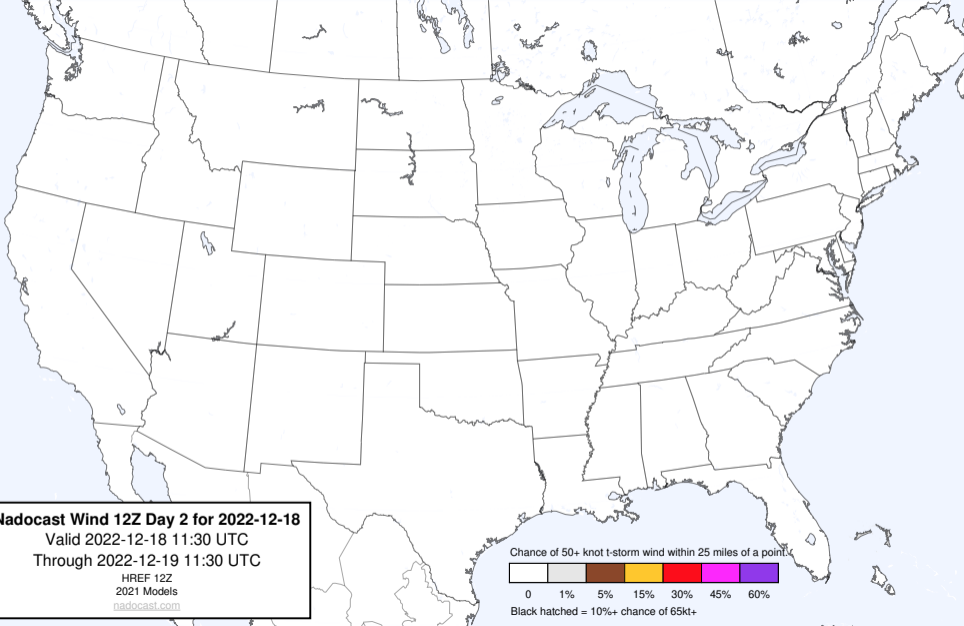 Nadocast Wind 12Z Day 2 for 2022-12-18
Valid 2022-12-18 11:30 UTC
Through 2022-12-19 11:30 UTC
HREF 12Z
2021 Models
nadocast.com
Chance of 50+ knot t-storm wind within 25 miles of a point.
0 1% 5% 15% 30% 45% 60%
Black hatched = 10%+ chance of 65kt+